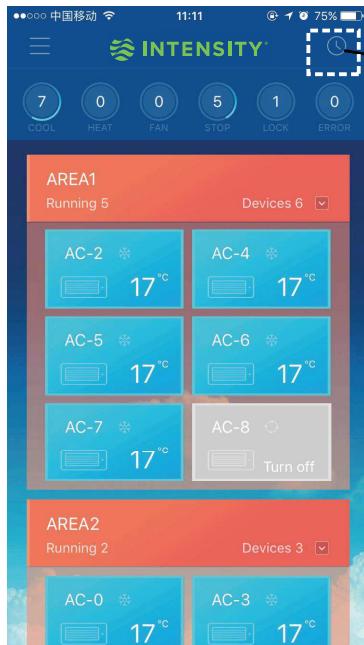 中国移动 11:11 75%
INTENSITY
7 0 0 5 1 0
COOL HEAT FAN STOP LOCK ERROR
AREA1
Running 5 Devices 6
AC-2 AC-4
17°C 17°C
AC-5 AC-6
17°C 17°C
AC-7 AC-8
17°C Turn off
AREA2
Running 2 Devices 3
AC-0 AC-3
17°C 17°C